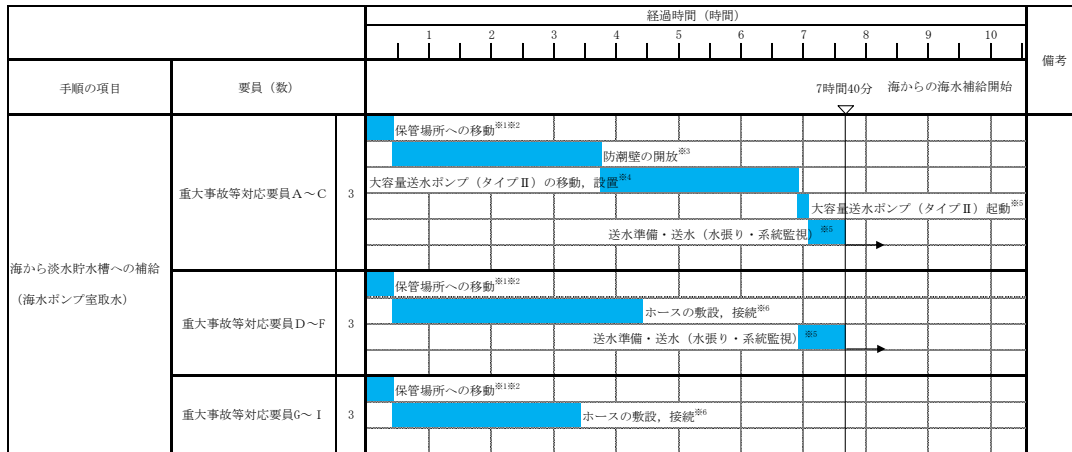 経過時間（時間）
1 2 3 4 5 6 7 8 9 10
備考
手順の項目 要員（数）
7時間40分 海からの海水補給開始
保管場所への移動※1※2
防潮壁の開放※3
大容量送水ポンプ（タイプⅡ）の移動，設置※4
重大事故等対応要員A～C 3
大容量送水ポンプ（タイプⅡ）起動※5
送水準備・送水（水張り・系統監視）※5
海から淡水貯水槽への補給
（海水ポンプ室取水）
保管場所への移動※1※2
ホースの敷設，接続※6
重大事故等対応要員D～F 3
送水準備・送水（水張り・系統監視）※5
保管場所への移動※1※2
重大事故等対応要員G～I 3
ホースの敷設，接続※6